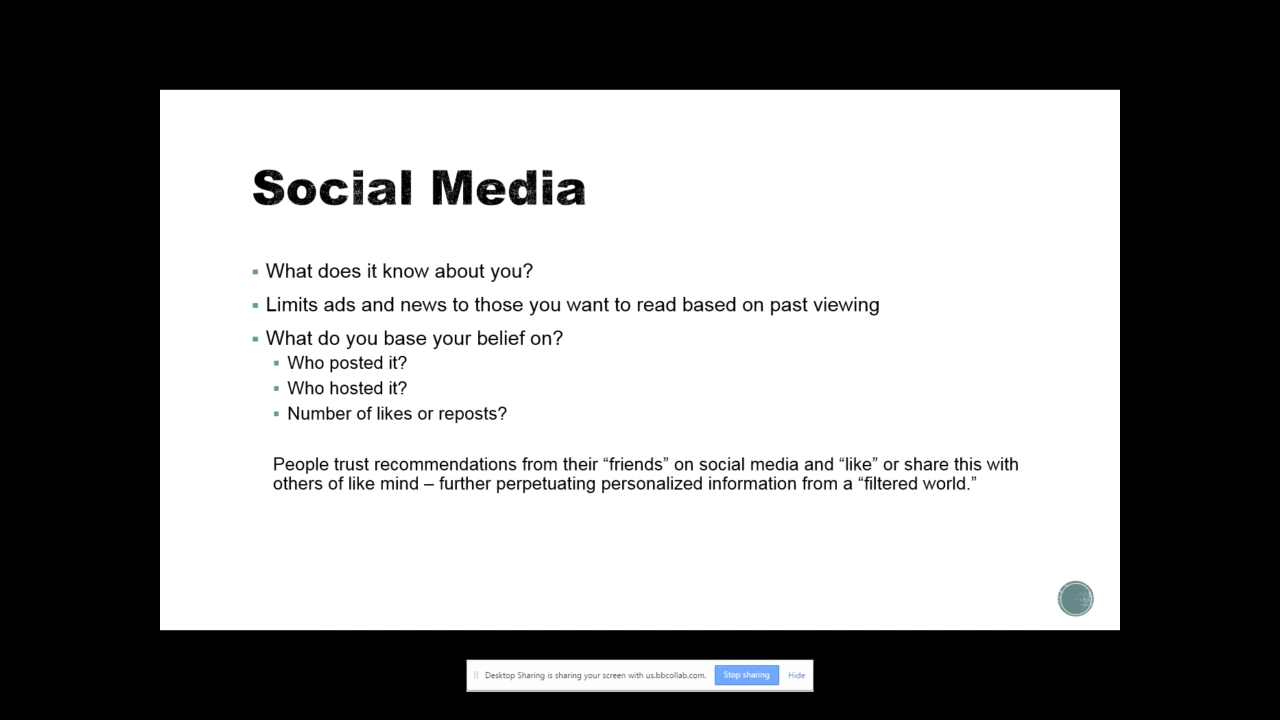 Social Media
What does it know about you?
Limits ads and news to those you want to read based on past viewing
What do you base your belief on?
Who posted it?
Who hosted it?
Number of likes or reposts?
People trust recommendations from their “friends” on social media and “like” or share this with
others of like mind – further perpetuating personalized information from a “filtered world.”
Desktop Sharing is sharing your screen with us.bbcollab.com. Stop sharing Hide